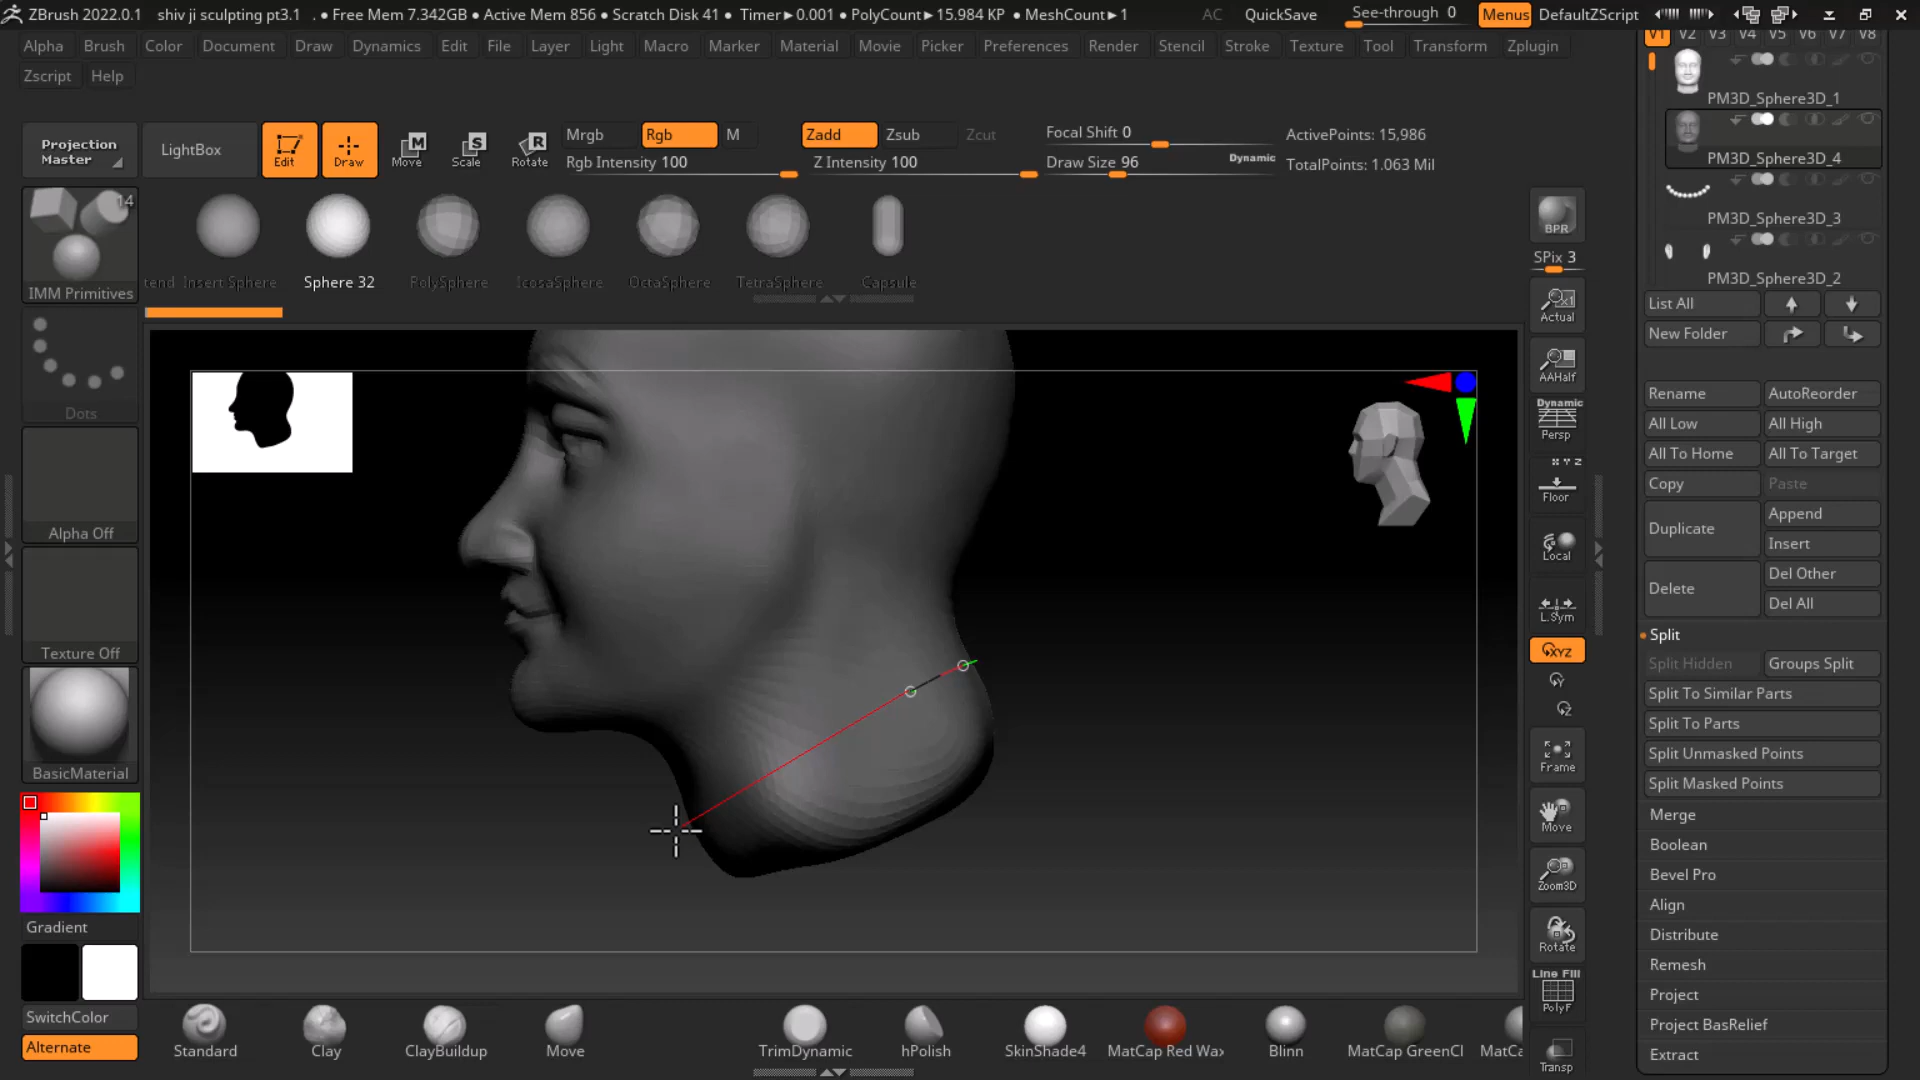 ZBrush 2022.0.1 shiv ji sculpting pt3.1 . • Free Mem 7.342GB • Active Mem 856 • Scratch Disk 41 • Timer▶0.001 • PolyCount▶15.984 KP • MeshCount▶1 AC QuickSave See-through 0 Menus DefaultZScript
Alpha Brush Color Document Draw Dynamics Edit File Layer Light Macro Marker Material Movie Picker Preferences Render Stencil Stroke Texture Tool Transform Zplugin
Zscript Help
V1 V2 V3 V4 V5 V6 V7 V8
PM3D_Sphere3D_1
PM3D_Sphere3D_4
PM3D_Sphere3D_3
PM3D_Sphere3D_2
Projection Master
LightBox
Edit
Draw
Move
Scale
Rotate
Mrgb Rgb M
Rgb Intensity 100
Zadd Zsub Zcut
Z Intensity 100
Focal Shift 0
Draw Size 96
Dynamic
ActivePoints: 15,986
TotalPoints: 1.063 Mil
14
IMM Primitives
tend Insert Sphere Sphere 32 PolySphere IcosaSphere OctaSphere TetraSphere Capsule
Dots
Alpha Off
Texture Off
BasicMaterial
Gradient
SwitchColor
Alternate
BPR
SPix 3
Actual
AAHalf
Dynamic
Persp
X Y Z
Floor
Local
L.Sym
XYZ
Y
Z
Frame
Move
Zoom3D
Rotate
Line Fill
PolyF
Transp
List All
New Folder
Rename AutoReorder
All Low All High
All To Home All To Target
Copy Paste
Duplicate Append
Insert
Delete Del Other
Del All
Split
Split Hidden Groups Split
Split To Similar Parts
Split To Parts
Split Unmasked Points
Split Masked Points
Merge
Boolean
Bevel Pro
Align
Distribute
Remesh
Project
Project BasRelief
Extract
Standard Clay ClayBuildup Move TrimDynamic hPolish SkinShade4 MatCap Red Wax Blinn MatCap GreenCl MatCa